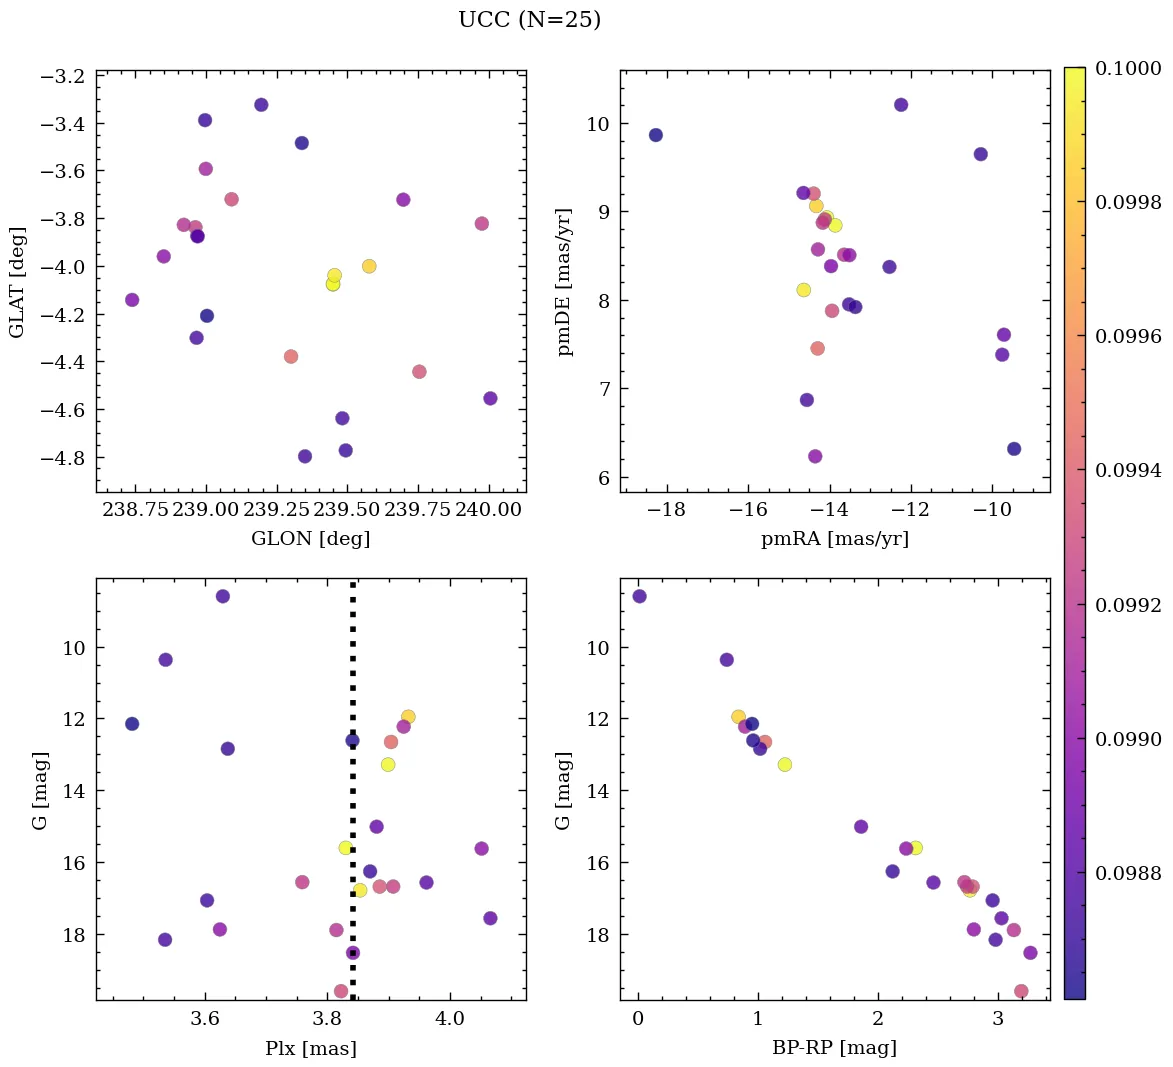 UCC (N=25)
−3.2
−3.4
−3.6
−3.8
−4.0
−4.2
−4.4
−4.6
−4.8
GLAT [deg]
238.75 239.00 239.25 239.50 239.75 240.00
GLON [deg]
10
9
8
7
6
pmDE [mas/yr]
−18 −16 −14 −12 −10
pmRA [mas/yr]
10
12
14
16
18
G [mag]
3.6 3.8 4.0
Plx [mas]
10
12
14
16
18
G [mag]
0 1 2 3
BP-RP [mag]
0.1000
0.0998
0.0996
0.0994
0.0992
0.0990
0.0988